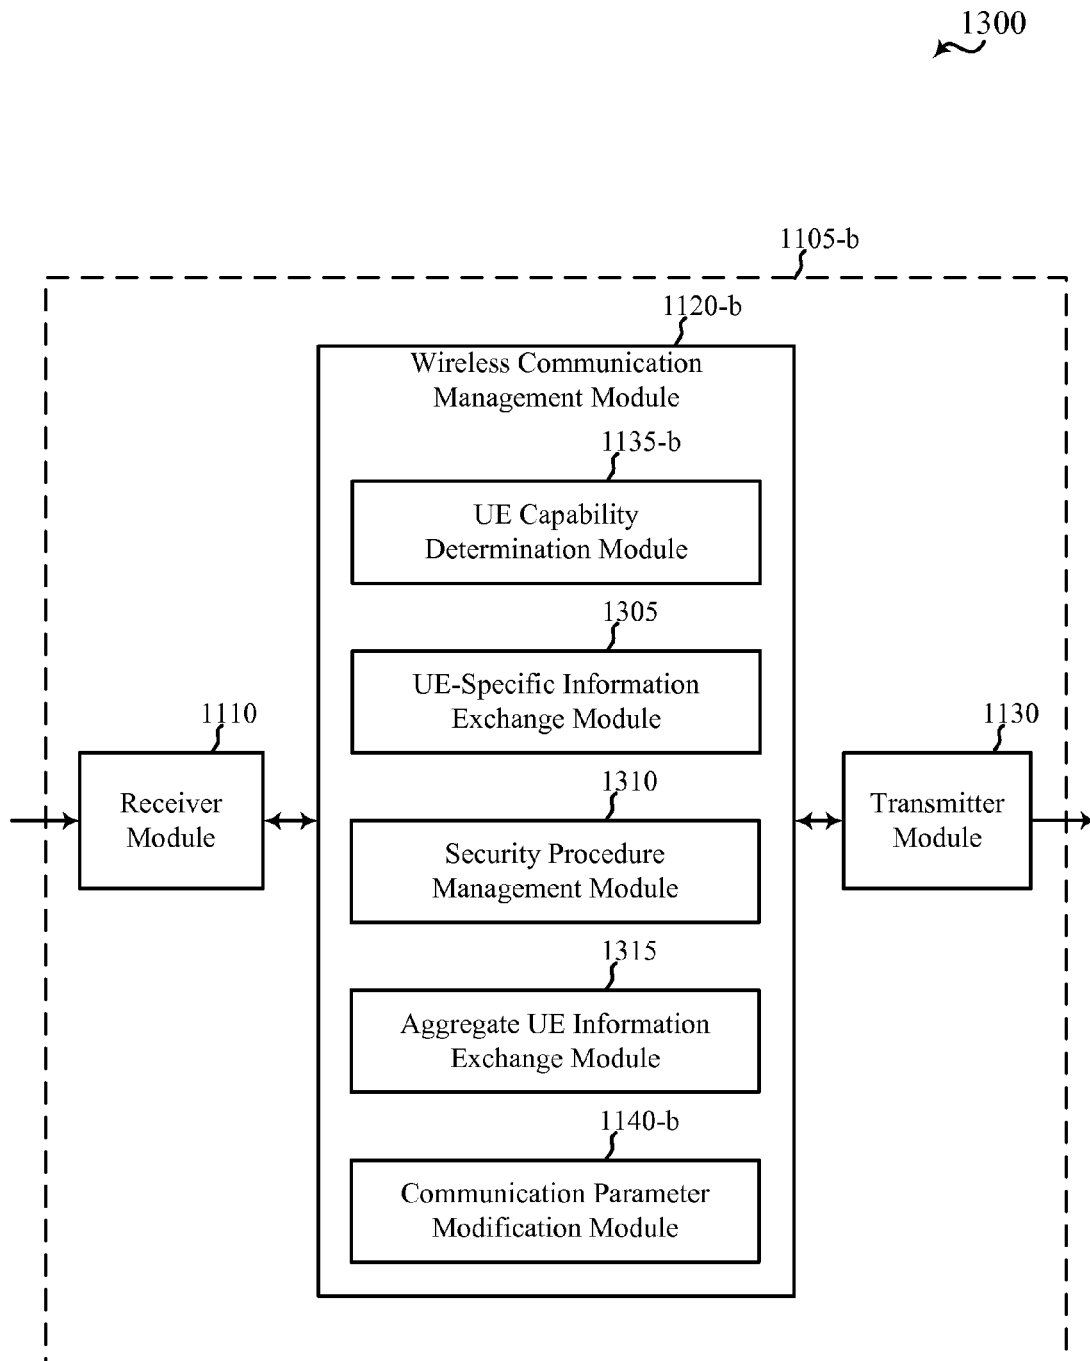 1300
1105-b
1120-b
Wireless Communication
Management Module
1135-b
UE Capability
Determination Module
1305
UE-Specific Information
Exchange Module
1110
Receiver
Module
1130
Transmitter
Module
1310
Security Procedure
Management Module
1315
Aggregate UE Information
Exchange Module
1140-b
Communication Parameter
Modification Module